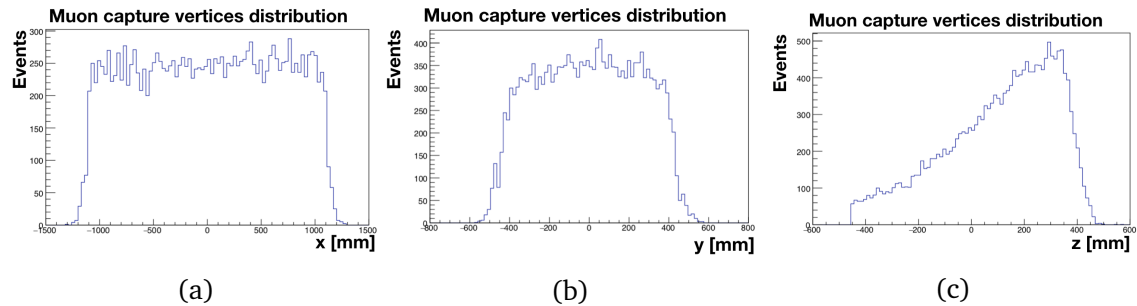 Muon capture vertices distribution
Events
300
250
200
150
100
50
0
−1500 −1000 −500 0 500 1000 1500
x [mm]
(a)
Muon capture vertices distribution
Events
400
350
300
250
200
150
100
50
0
−800 −600 −400 −200 0 200 400 600 800
y [mm]
(b)
Muon capture vertices distribution
Events
500
400
300
200
100
0
−800 −600 −400 −200 0 200 400 600
z [mm]
(c)